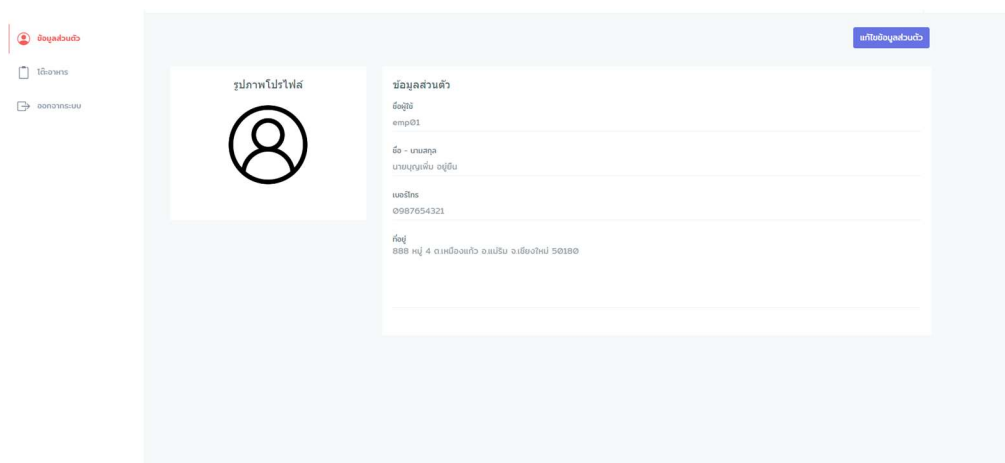 ข้อมูลส่วนตัว
โต๊ะอาหาร
ออกจากระบบ
แก้ไขข้อมูลส่วนตัว
รูปภาพโปรไฟล์
ข้อมูลส่วนตัว
ชื่อผู้ใช้
emp01
ชื่อ - นามสกุล
นายบุญเพิ่ม อยู่ยืน
เบอร์โทร
0987654321
ที่อยู่
888 หมู่ 4 ต.เหมืองแก้ว อ.แม่ริม จ.เชียงใหม่ 50180